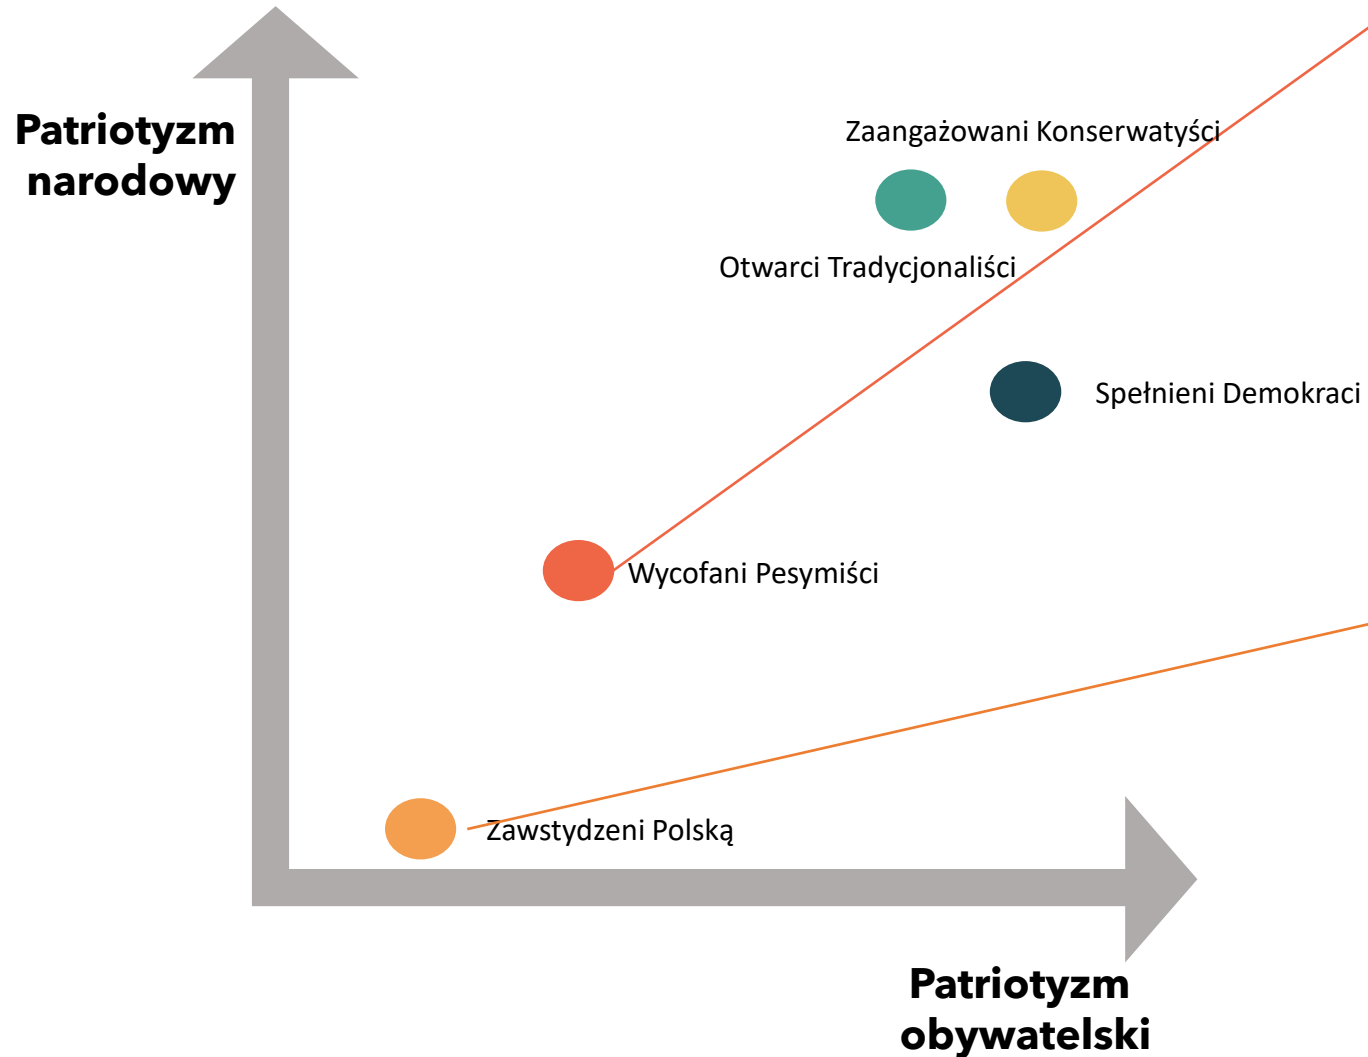 Patriotyzm
narodowy
Zaangażowani Konserwatyści
Otwarci Tradycjonaliści
Spełnieni Demokraci
Wycofani Pesymiści
Zawstydzeni Polską
Patriotyzm
obywatelski